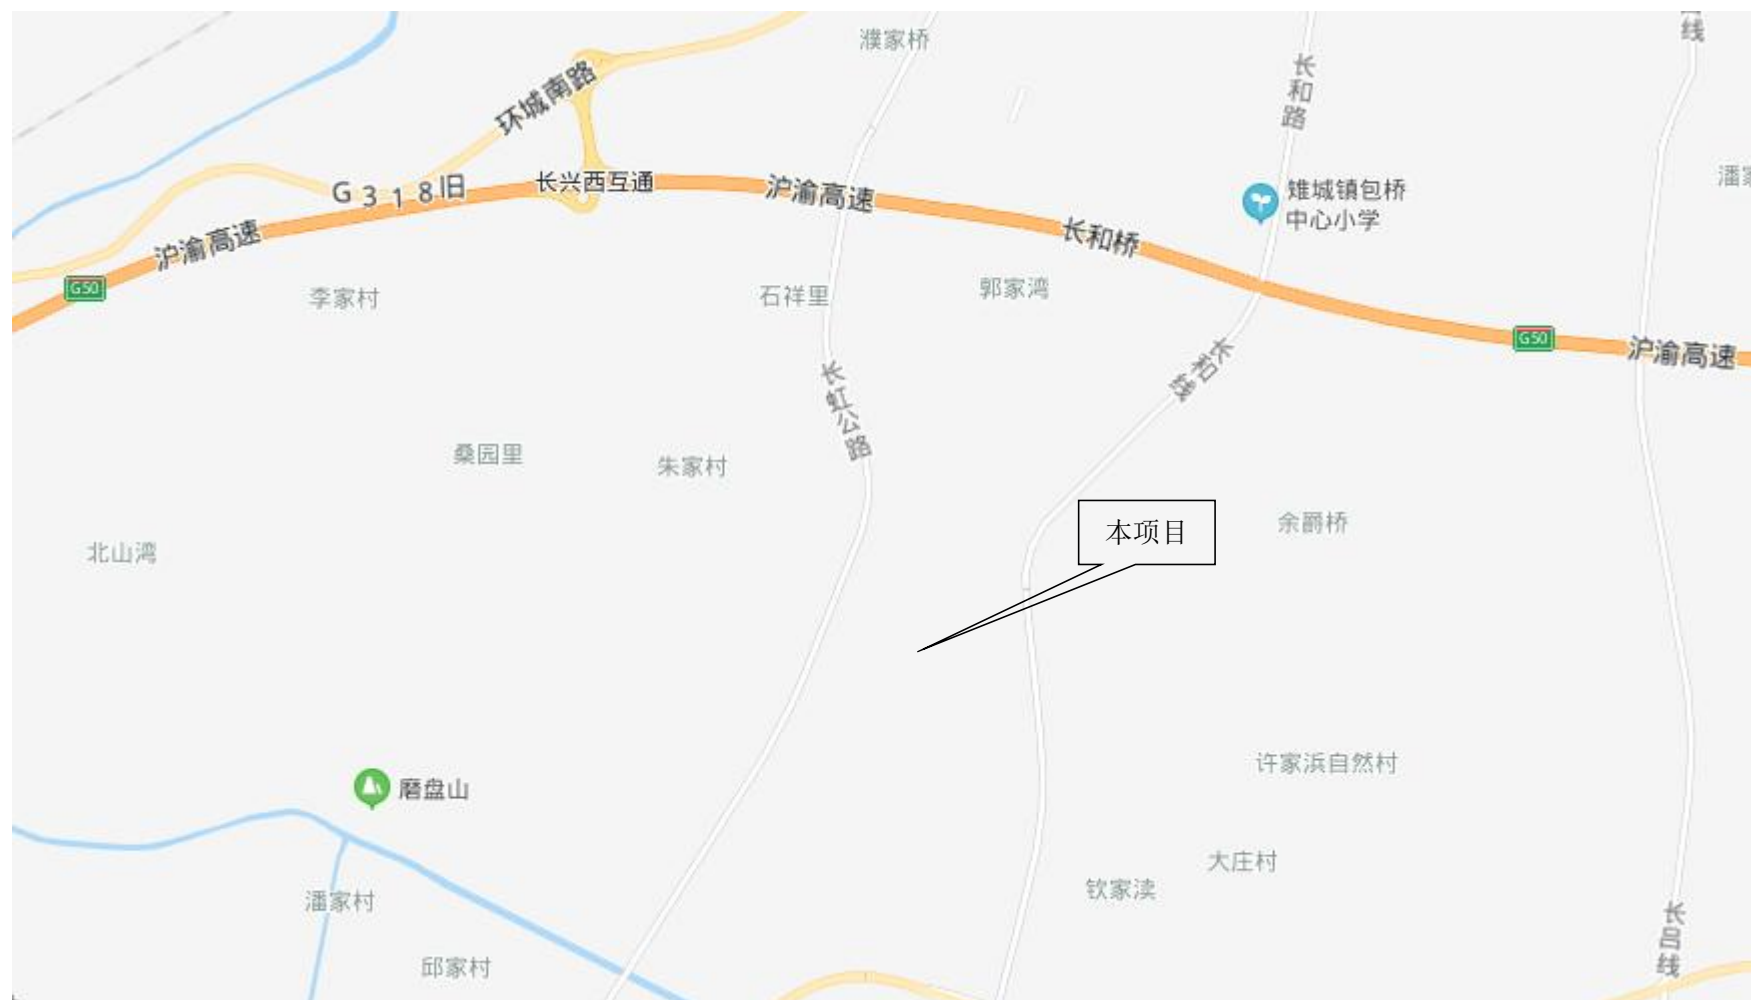 濮家桥
线
长和路
环城南路
G318旧
长兴西互通
沪渝高速
雉城镇包桥
中心小学
沪渝高速
长和桥
G50
李家村
石祥里
郭家湾
G50
沪渝高速
长虹公路
线
桑园里
朱家村
本项目
余爵桥
北山湾
许家浜自然村
磨盘山
大庄村
钦家渎
潘家村
长吕线
邱家村